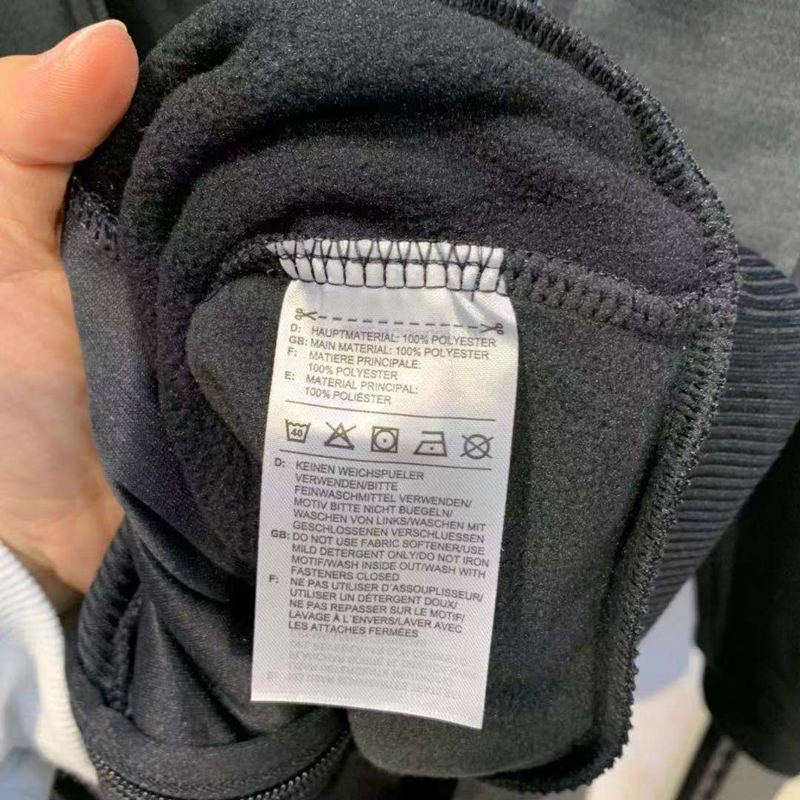 D: HAUPTMATERIAL: 100% POLYESTER
GB: MAIN MATERIAL: 100% POLYESTER
F: MATIERE PRINCIPALE:
100% POLYESTER
E: MATERIAL PRINCIPAL:
100% POLIÉSTER
40
D: KEINEN WEICHSPUELER
VERWENDEN/BITTE
FEINWASCHMITTEL VERWENDEN/
MOTIV BITTE NICHT BUEGELN/
WASCHEN VON LINKS/WASCHEN MIT
GESCHLOSSENEN VERSCHLUESSEN
GB: DO NOT USE FABRIC SOFTENER/USE
MILD DETERGENT ONLY/DO NOT IRON
MOTIF/WASH INSIDE OUT/WASH WITH
FASTENERS CLOSED
F: NE PAS UTILISER D'ASSOUPLISSEUR/
UTILISER UN DÉTERGENT DOUX/
NE PAS REPASSER SUR LE MOTIF/
LAVAGE À L'ENVERS/LAVER AVEC
LES ATTACHES FERMÉES